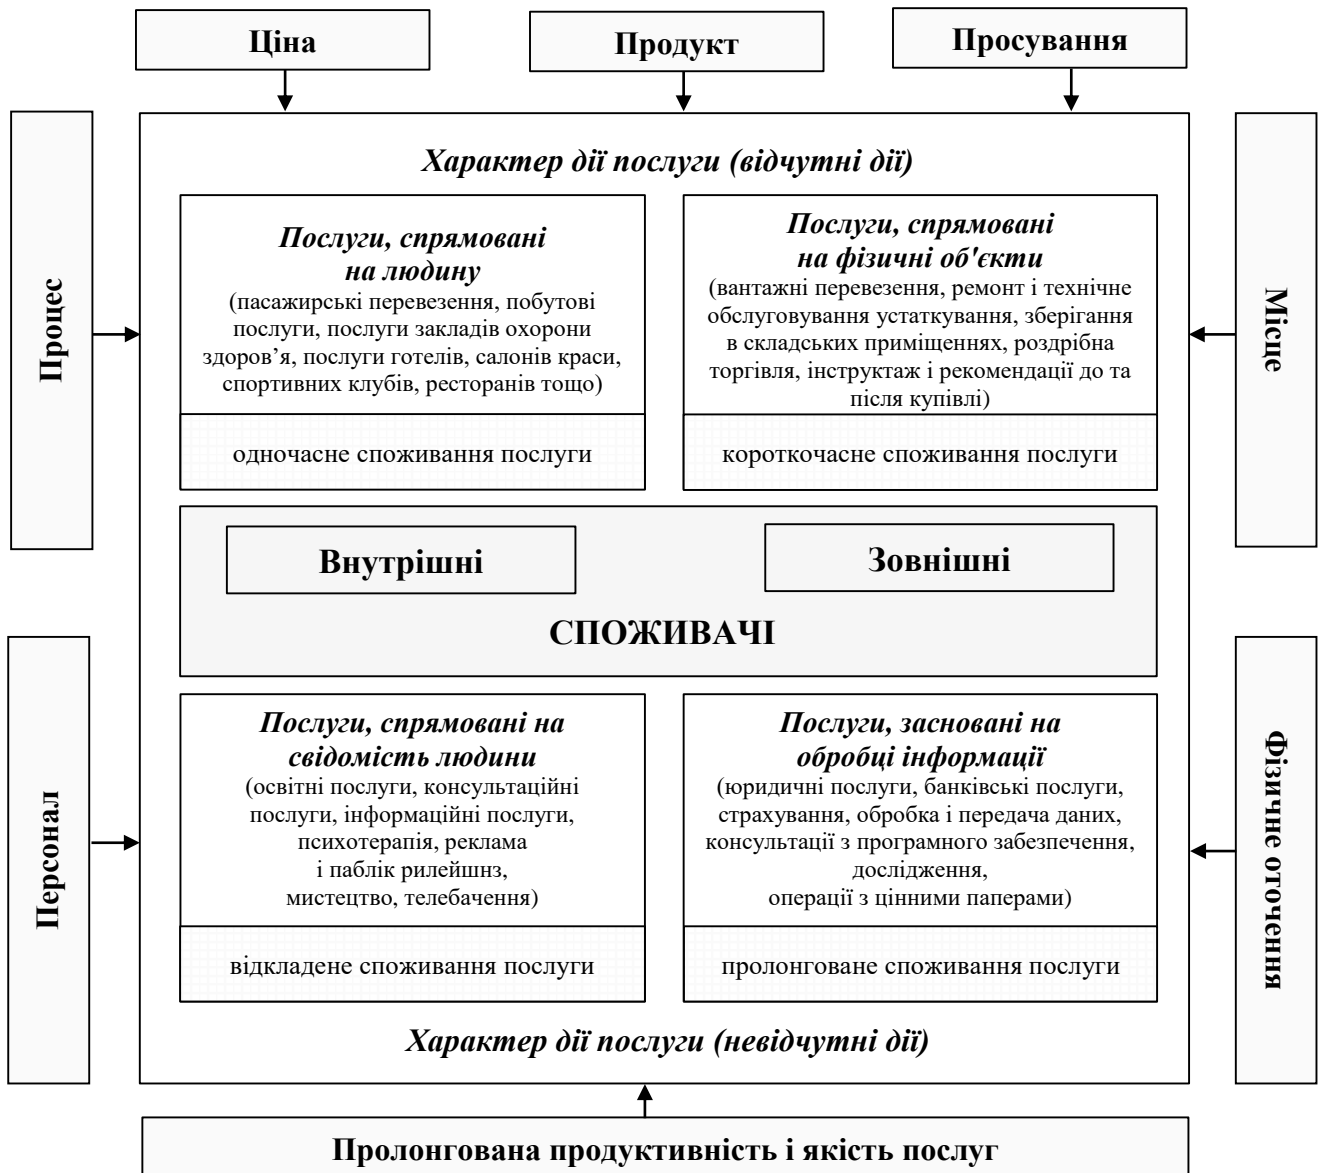 Ціна
Продукт
Просування
Процес
Місце
Характер дії послуги (відчутні дії)
Послуги, спрямовані
на людину
(пасажирські перевезення, побутові
послуги, послуги закладів охорони
здоров’я, послуги готелів, салонів краси,
спортивних клубів, ресторанів тощо)
одночасне споживання послуги
Послуги, спрямовані
на фізичні об'єкти
(вантажні перевезення, ремонт і технічне
обслуговування устаткування, зберігання
в складських приміщеннях, роздрібна
торгівля, інструктаж і рекомендації до та
після купівлі)
короткочасне споживання послуги
Внутрішні
Зовнішні
СПОЖИВАЧІ
Персонал
Фізичне оточення
Послуги, спрямовані на
свідомість людини
(освітні послуги, консультаційні
послуги, інформаційні послуги,
психотерапія, реклама
і паблік рилейшнз,
мистецтво, телебачення)
відкладене споживання послуги
Послуги, засновані на
обробці інформації
(юридичні послуги, банківські послуги,
страхування, обробка і передача даних,
консультації з програмного забезпечення,
дослідження,
операції з цінними паперами)
пролонговане споживання послуги
Характер дії послуги (невідчутні дії)
Пролонгована продуктивність і якість послуг